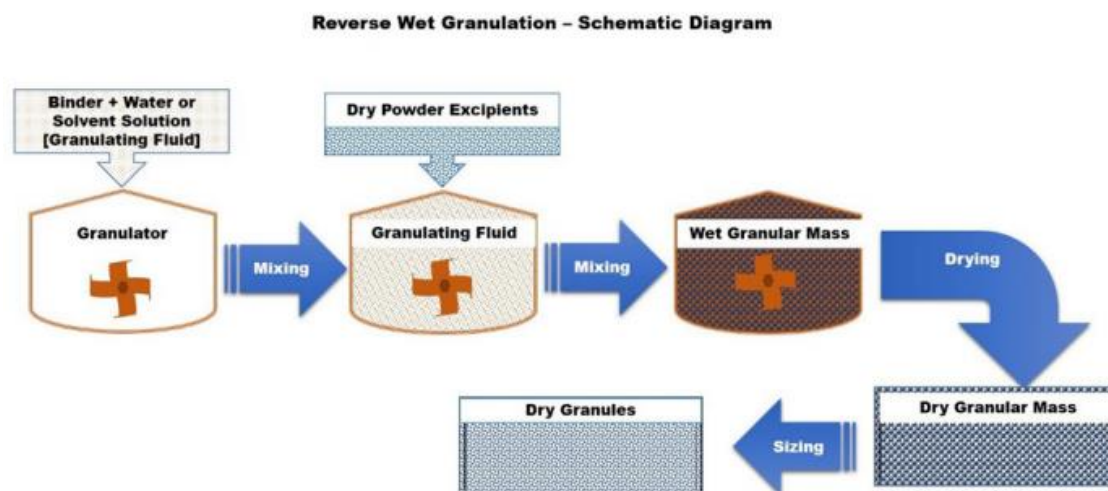 Reverse Wet Granulation – Schematic Diagram
Binder + Water or
Solvent Solution
[Granulating Fluid]
Dry Powder Excipients
Granulator
Mixing
Granulating Fluid
Mixing
Wet Granular Mass
Drying
Dry Granular Mass
Sizing
Dry Granules